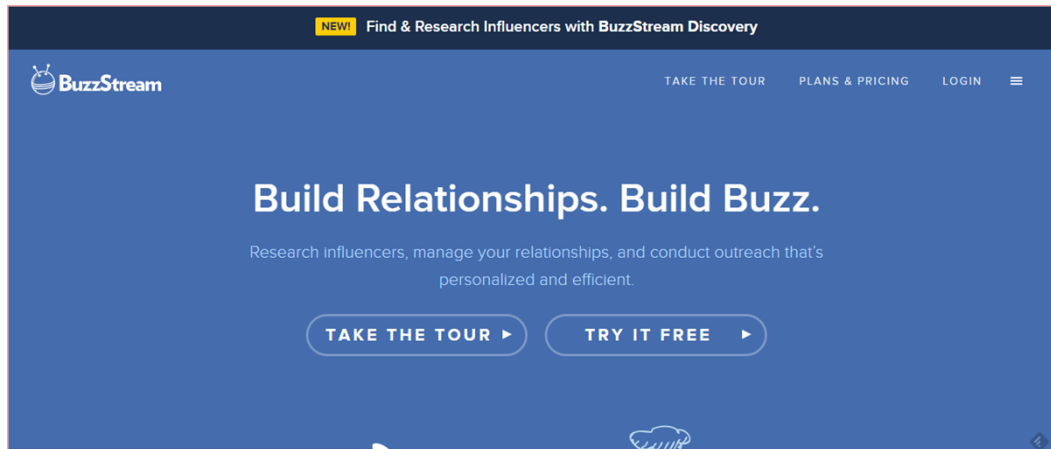 NEW! Find & Research Influencers with BuzzStream Discovery
BuzzStream TAKE THE TOUR PLANS & PRICING LOGIN
Build Relationships. Build Buzz.
Research influencers, manage your relationships, and conduct outreach that's
personalized and efficient.
TAKE THE TOUR TRY IT FREE